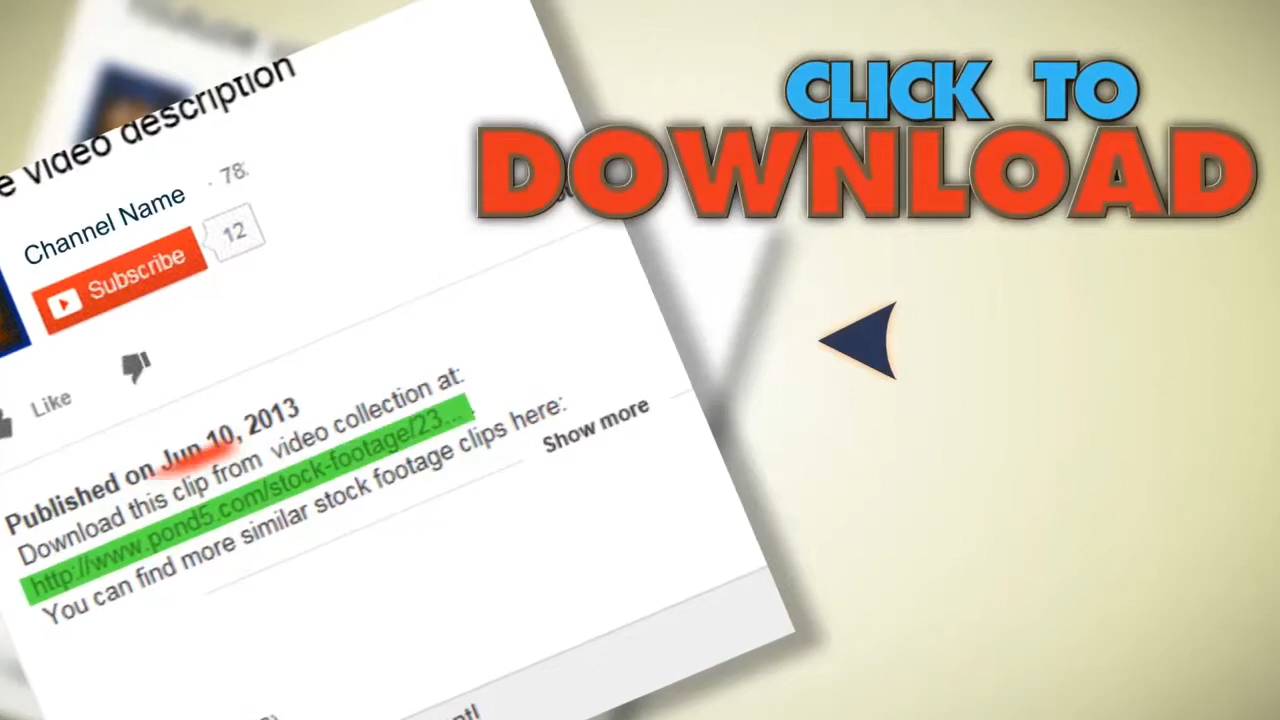 CLICK TO
DOWNLOAD
e video description
Channel Name
· 78
Subscribe
12
Like
Published on Jun 10, 2013
Download this clip from video collection at:
http://www.pond5.com/stock-footage/23...
You can find more similar stock footage clips here:
Show more